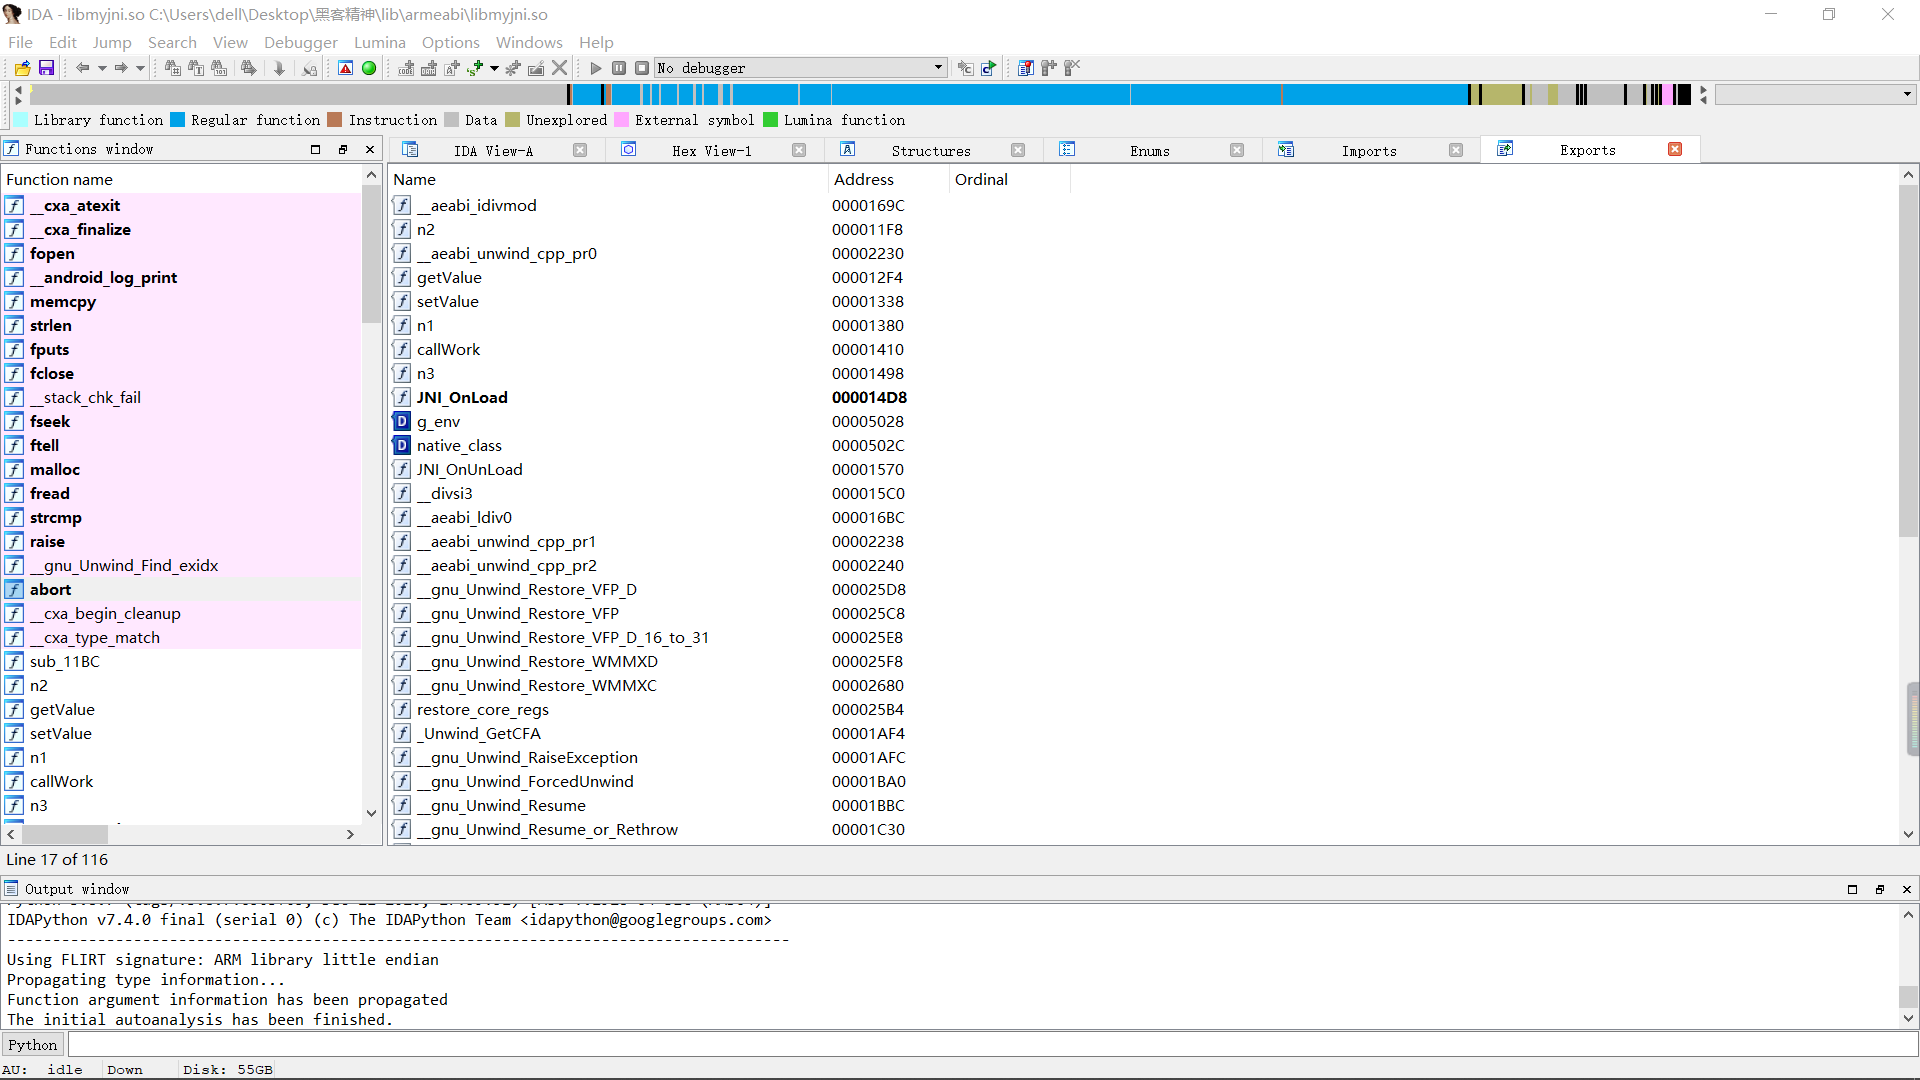 IDA - libmyjni.so C:\Users\dell\Desktop\黑客精神\lib\armeabi\libmyjni.so
File Edit Jump Search View Debugger Lumina Options Windows Help
No debugger
Library function Regular function Instruction Data Unexplored External symbol Lumina function
Functions window
IDA View-A Hex View-1 Structures Enums Imports Exports
Function name
__cxa_atexit
__cxa_finalize
fopen
__android_log_print
memcpy
strlen
fputs
fclose
__stack_chk_fail
fseek
ftell
malloc
fread
strcmp
raise
__gnu_Unwind_Find_exidx
abort
__cxa_begin_cleanup
__cxa_type_match
sub_11BC
n2
getValue
setValue
n1
callWork
n3
Line 17 of 116
Name Address Ordinal
__aeabi_idivmod 0000169C
n2 000011F8
__aeabi_unwind_cpp_pr0 00002230
getValue 000012F4
setValue 00001338
n1 00001380
callWork 00001410
n3 00001498
JNI_OnLoad 000014D8
g_env 00005028
native_class 0000502C
JNI_OnUnLoad 00001570
__divsi3 000015C0
__aeabi_ldiv0 000016BC
__aeabi_unwind_cpp_pr1 00002238
__aeabi_unwind_cpp_pr2 00002240
__gnu_Unwind_Restore_VFP_D 000025D8
__gnu_Unwind_Restore_VFP 000025C8
__gnu_Unwind_Restore_VFP_D_16_to_31 000025E8
__gnu_Unwind_Restore_WMMXD 000025F8
__gnu_Unwind_Restore_WMMXC 00002680
restore_core_regs 000025B4
_Unwind_GetCFA 00001AF4
__gnu_Unwind_RaiseException 00001AFC
__gnu_Unwind_ForcedUnwind 00001BA0
__gnu_Unwind_Resume 00001BBC
__gnu_Unwind_Resume_or_Rethrow 00001C30
Output window
IDAPython v7.4.0 final (serial 0) (c) The IDAPython Team <idapython@googlegroups.com>
---------------------------------------------------------------------------------------
Using FLIRT signature: ARM library little endian
Propagating type information...
Function argument information has been propagated
The initial autoanalysis has been finished.
Python
AU: idle Down Disk: 55GB